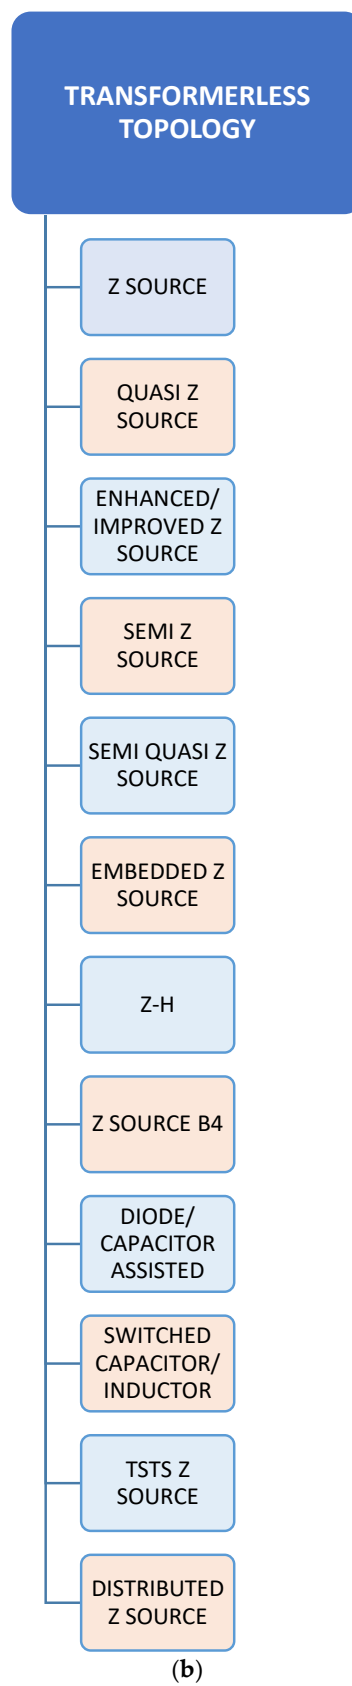 TRANSFORMERLESS
TOPOLOGY
Z SOURCE
QUASI Z
SOURCE
ENHANCED/
IMPROVED Z
SOURCE
SEMI Z
SOURCE
SEMI QUASI Z
SOURCE
EMBEDDED Z
SOURCE
Z-H
Z SOURCE B4
DIODE/
CAPACITOR
ASSISTED
SWITCHED
CAPACITOR/
INDUCTOR
TSTS Z
SOURCE
DISTRIBUTED
Z SOURCE
(b)